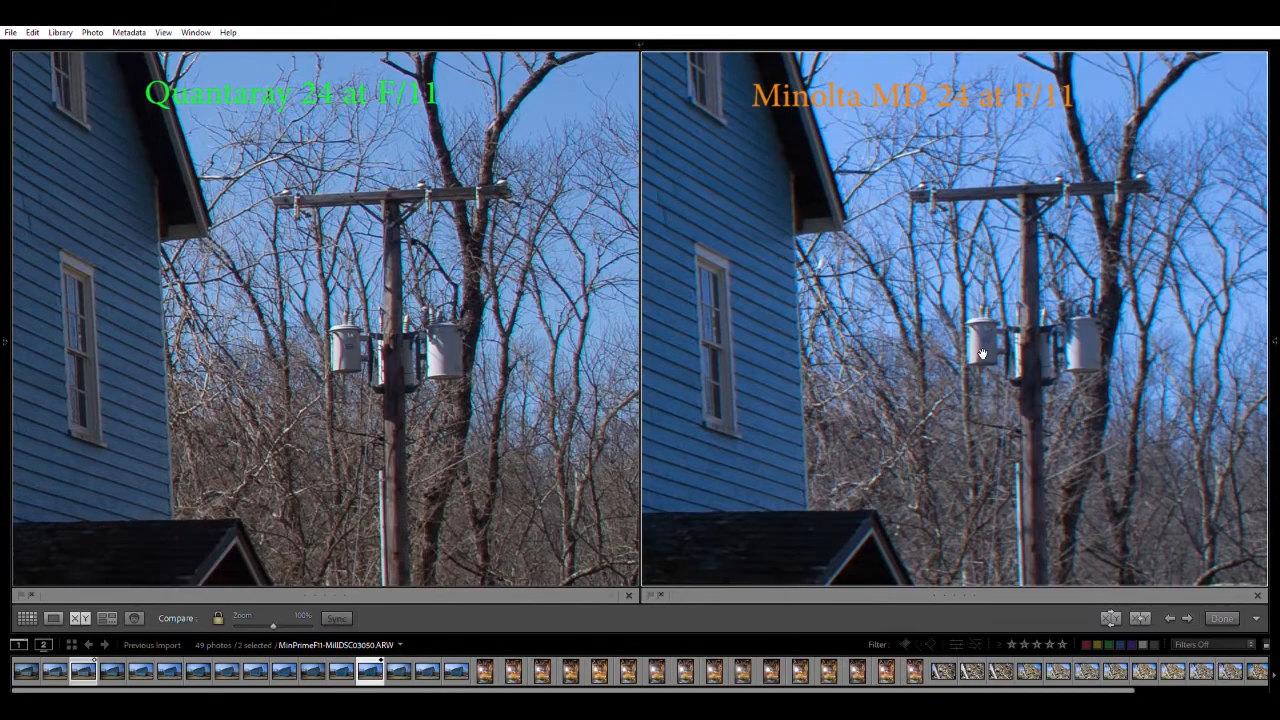 File Edit Library Photo Metadata View Window Help
Quantaray 24 at F/11
Minolta MD 24 at F/11
Compare : Zoom 100% Sync Done
1 2 Previous Import 49 photos / 2 selected / MinPrimeF11-MillDSC03050.ARW Filter : Filters Off